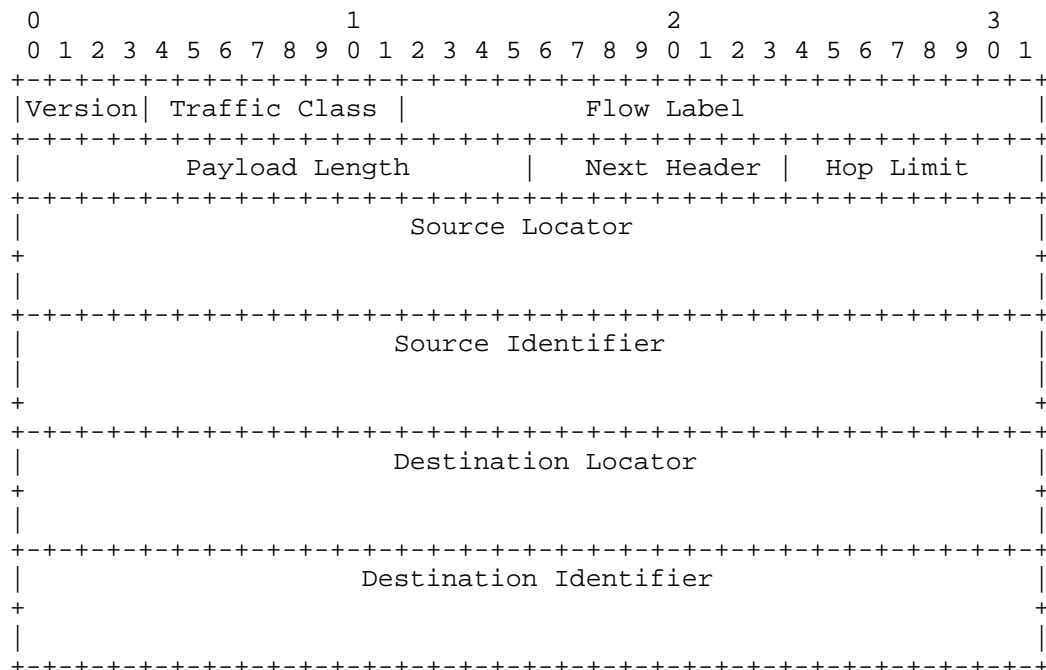 0                   1                   2                   3
 0 1 2 3 4 5 6 7 8 9 0 1 2 3 4 5 6 7 8 9 0 1 2 3 4 5 6 7 8 9 0 1
+-+-+-+-+-+-+-+-+-+-+-+-+-+-+-+-+-+-+-+-+-+-+-+-+-+-+-+-+-+-+-+-+
|Version| Traffic Class |           Flow Label                  |
+-+-+-+-+-+-+-+-+-+-+-+-+-+-+-+-+-+-+-+-+-+-+-+-+-+-+-+-+-+-+-+-+
|          Payload Length       |   Next Header |  Hop Limit    |
+-+-+-+-+-+-+-+-+-+-+-+-+-+-+-+-+-+-+-+-+-+-+-+-+-+-+-+-+-+-+-+-+
|                        Source Locator                         |
+                                                               +
|                                                               |
+-+-+-+-+-+-+-+-+-+-+-+-+-+-+-+-+-+-+-+-+-+-+-+-+-+-+-+-+-+-+-+-+
|                       Source Identifier                       |
|                                                               |
+                                                               +
+-+-+-+-+-+-+-+-+-+-+-+-+-+-+-+-+-+-+-+-+-+-+-+-+-+-+-+-+-+-+-+-+
|                       Destination Locator                     |
+                                                               +
|                                                               |
+-+-+-+-+-+-+-+-+-+-+-+-+-+-+-+-+-+-+-+-+-+-+-+-+-+-+-+-+-+-+-+-+
|                     Destination Identifier                    |
+                                                               +
|                                                               |
+-+-+-+-+-+-+-+-+-+-+-+-+-+-+-+-+-+-+-+-+-+-+-+-+-+-+-+-+-+-+-+-+